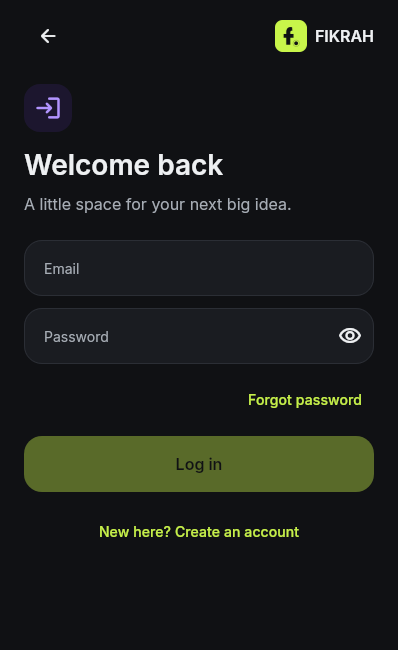 FIKRAH
Welcome back
A little space for your next big idea.
Email
Password
Forgot password
Log in
New here? Create an account